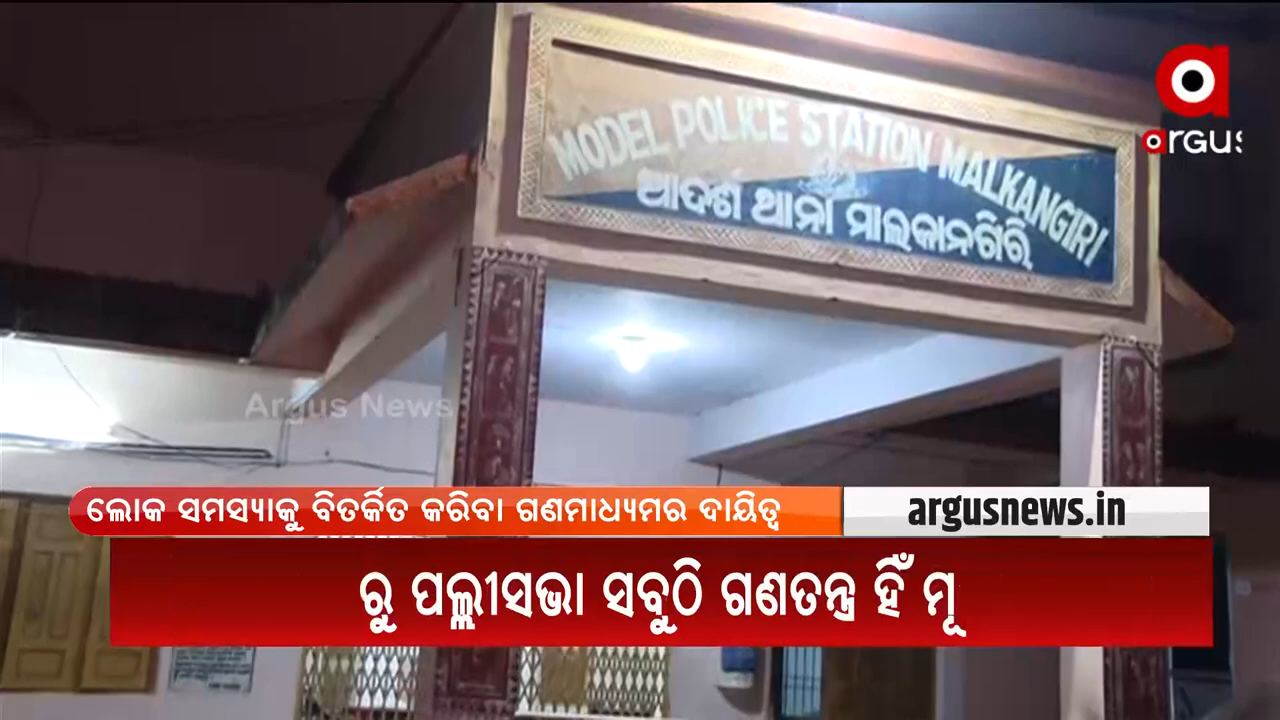 argus
MODEL POLICE STATION MALKANGIRI
ଆଦର୍ଶ ଥାନା ମାଲକାନଗିରି
Argus News
ଲୋକ ସମସ୍ୟାକୁ ବିତର୍କିତ କରିବା ଗଣମାଧ୍ୟମର ଦାୟିତ୍ୱ
argusnews.in
ରୁ ପଲ୍ଲୀସଭା ସବୁଠି ଗଣତନ୍ତ୍ର ହିଁ ମୂ